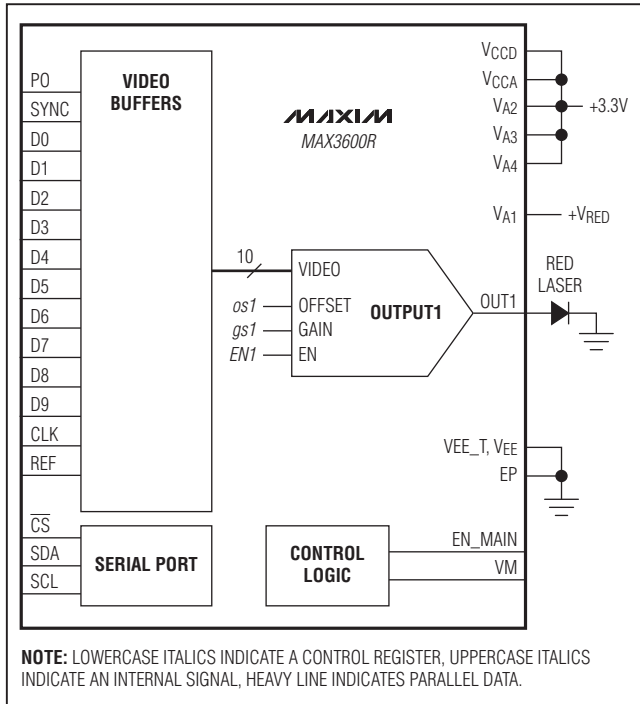 VIDEO
BUFFERS
P0
SYNC
D0
D1
D2
D3
D4
D5
D6
D7
D8
D9
CLK
REF
CS
SDA
SCL
SERIAL PORT
MAXIM
MAX3600R
10
VIDEO
OFFSET
GAIN
EN
os1
gs1
EN1
OUTPUT1
OUT1
RED
LASER
VCCD
VCCA
VA2
VA3
VA4
+3.3V
VA1
+VRED
VEE_T, VEE
EP
CONTROL
LOGIC
EN_MAIN
VM
NOTE: LOWERCASE ITALICS INDICATE A CONTROL REGISTER, UPPERCASE ITALICS
INDICATE AN INTERNAL SIGNAL, HEAVY LINE INDICATES PARALLEL DATA.